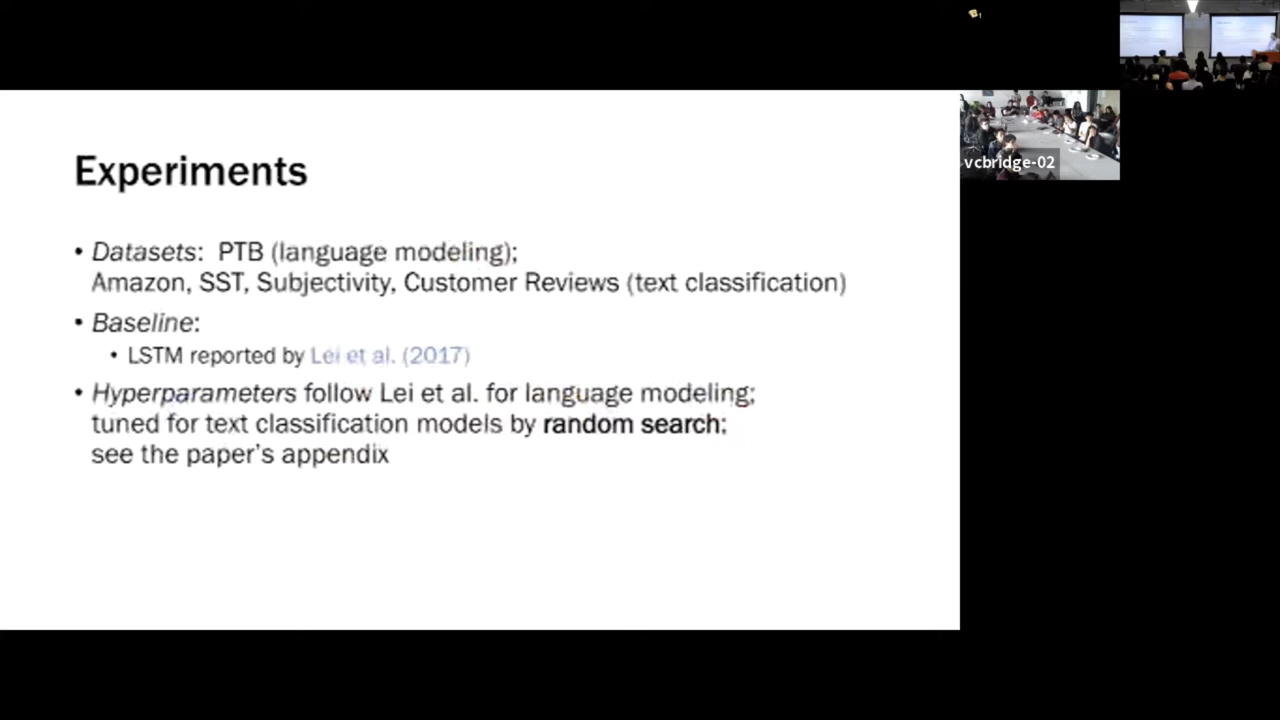 Experiments
• Datasets: PTB (language modeling);
Amazon, SST, Subjectivity, Customer Reviews (text classification)
• Baseline:
• LSTM reported by Lei et al. (2017)
• Hyperparameters follow Lei et al. for language modeling;
tuned for text classification models by random search;
see the paper's appendix
vcbridge-02